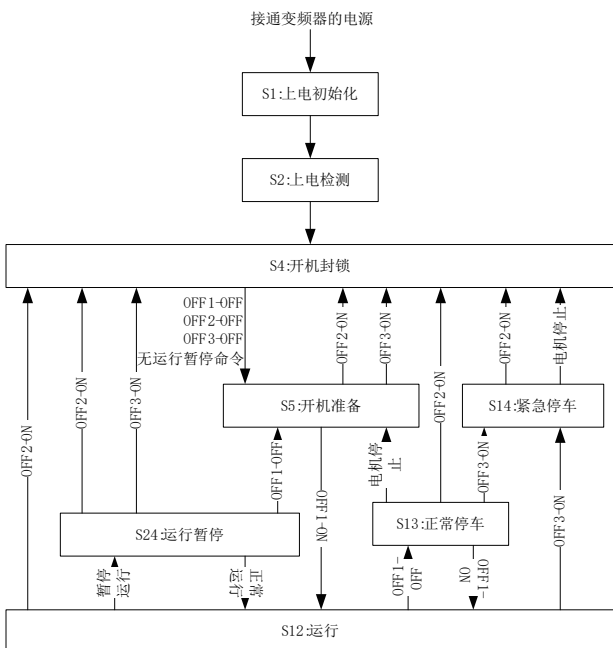 接通变频器的电源
S1:上电初始化
S2:上电检测
S4:开机封锁
OFF1-OFF
OFF2-OFF
OFF3-OFF
无运行暂停命令
OFF2-ON
OFF2-ON
OFF3-ON
OFF2-ON
OFF3-ON
OFF2-ON
OFF2-ON
电机停止
S5:开机准备
S14:紧急停车
OFF1-OFF
OFF1-ON
电机停
止
OFF3-ON
OFF3-ON
S24:运行暂停
S13:正常停车
暂停
运行
正常
运行
OFF1-
OFF
OFF1-
ON
S12:运行